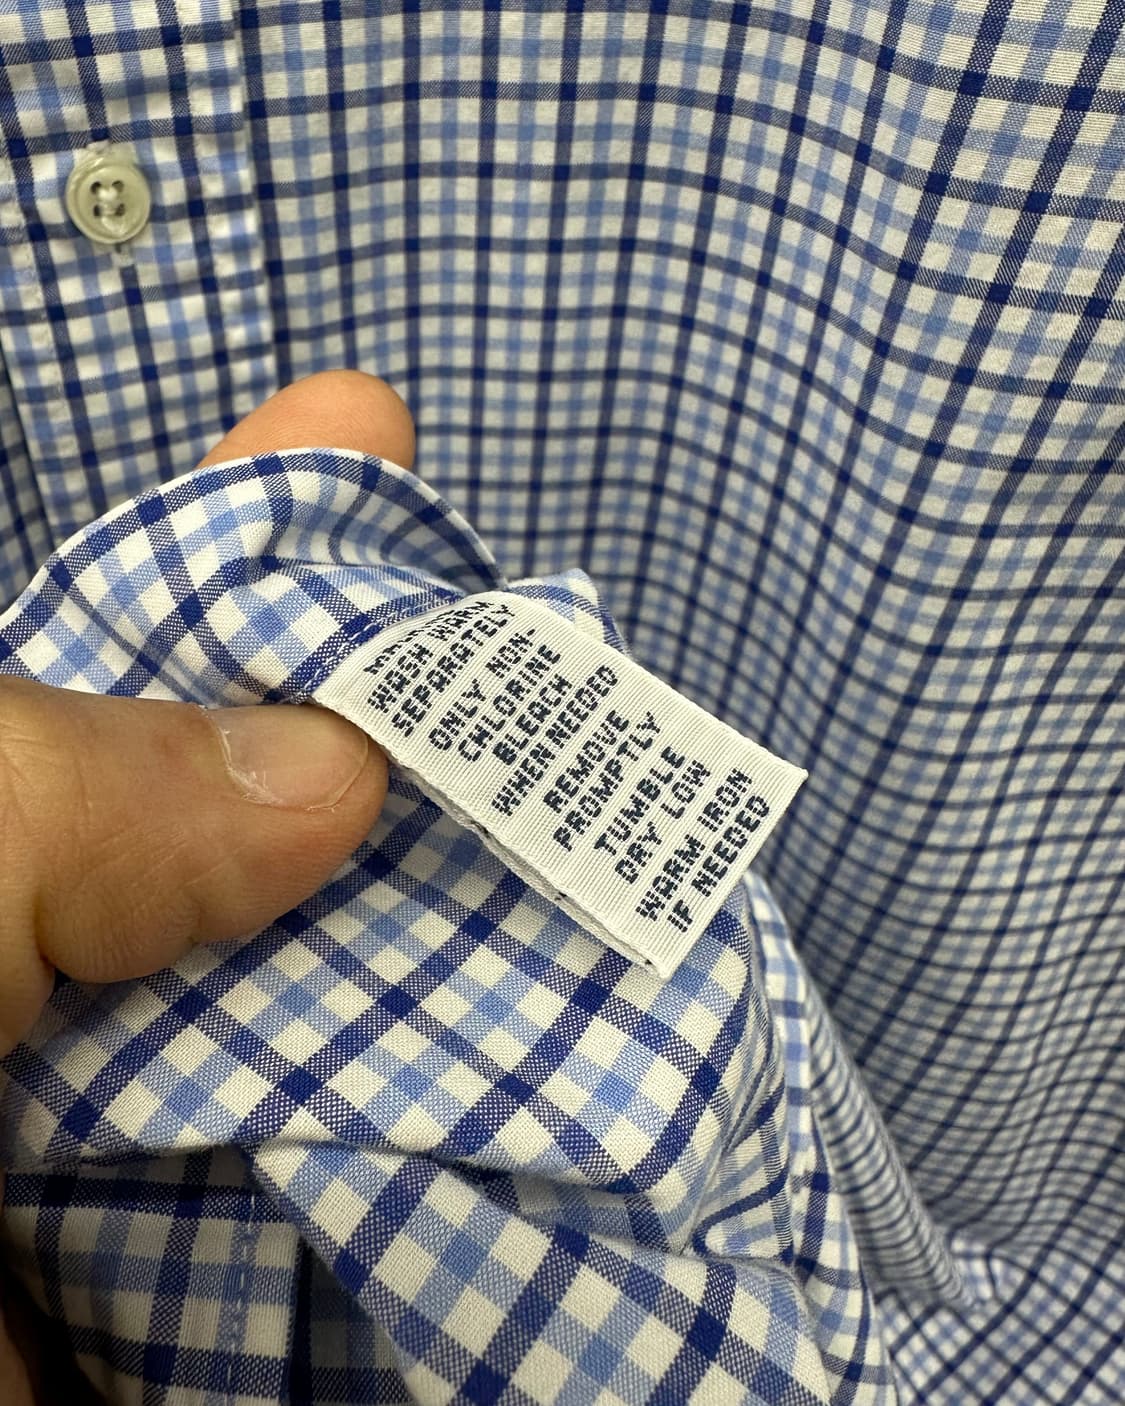 WASH WARM
SEPARATELY
ONLY NON-
CHLORINE
BLEACH
WHEN NEEDED
REMOVE
PROMPTLY
TUMBLE
DRY LOW
WARM IRON
IF NEEDED